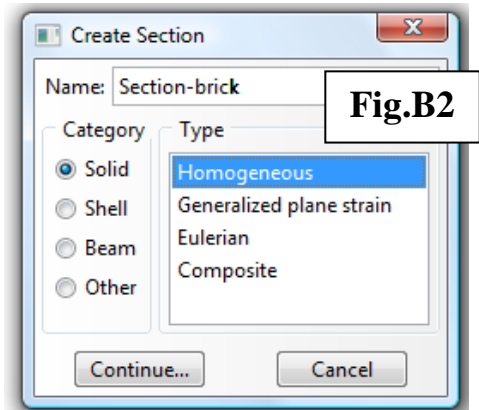 Create Section
Name: Section-brick
Fig.B2
Category
Type
Solid
Shell
Beam
Other
Homogeneous
Generalized plane strain
Eulerian
Composite
Continue...
Cancel